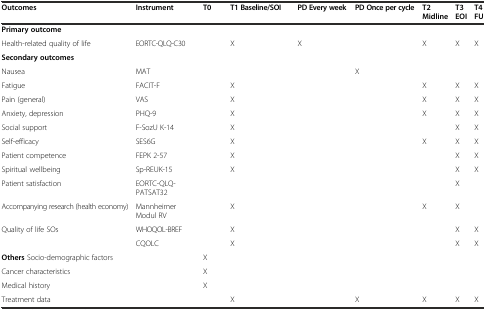 Outcomes Instrument T0 T1 Baseline/SOI PD Every week PD Once per cycle T2 Midline T3 EOI T4 FU
Primary outcome
Health-related quality of life EORTC-QLQ-C30 X X X X X
Secondary outcomes
Nausea MAT X
Fatigue FACIT-F X X X X
Pain (general) VAS X X X X
Anxiety, depression PHQ-9 X X X X
Social support F-SozU K-14 X X X
Self-efficacy SES6G X X X X
Patient competence FEPK 2-57 X X X
Spiritual wellbeing Sp-REUK-15 X X X
Patient satisfaction EORTC-QLQ-PATSAT32 X
Accompanying research (health economy) Mannheimer Modul RV X X X
Quality of life SOs WHOQOL-BREF X X X
CQOLC X X X
Others Socio-demographic factors X
Cancer characteristics X
Medical history X
Treatment data X X X X X